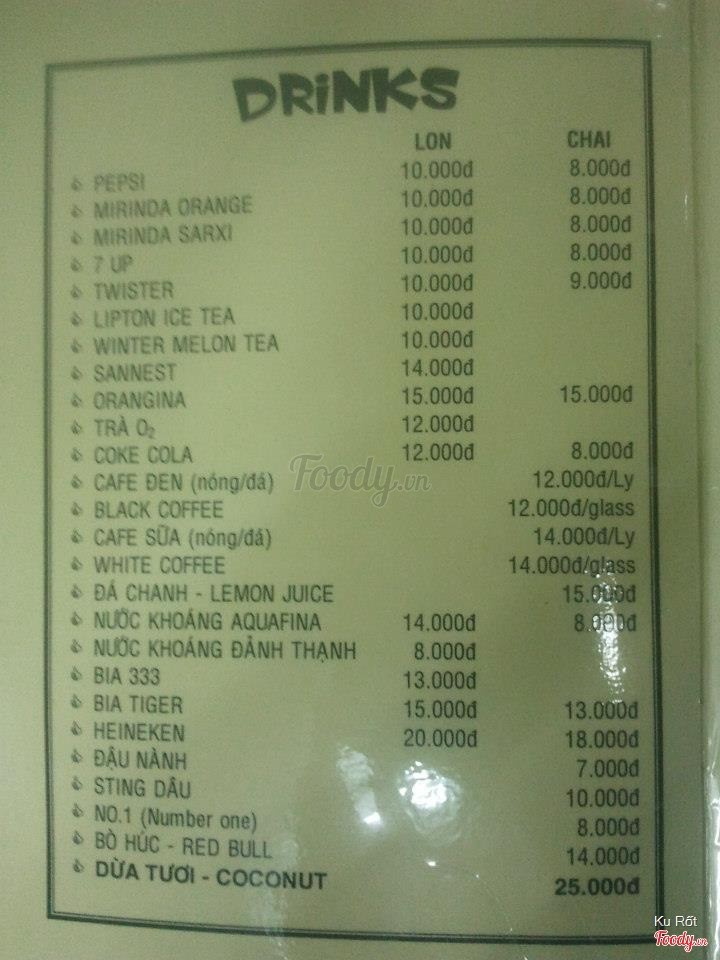 DRiNKS
LON CHAI
PEPSI 10.000đ 8.000đ
MIRINDA ORANGE 10.000đ 8.000đ
MIRINDA SARXI 10.000đ 8.000đ
7 UP 10.000đ 8.000đ
TWISTER 10.000đ 9.000đ
LIPTON ICE TEA 10.000đ
WINTER MELON TEA 10.000đ
SANNEST 14.000đ
ORANGINA 15.000đ 15.000đ
TRÀ O₂ 12.000đ
COKE COLA 12.000đ 8.000đ
CAFE ĐEN (nóng/đá) 12.000đ/Ly
BLACK COFFEE 12.000đ/glass
CAFE SỮA (nóng/đá) 14.000đ/Ly
WHITE COFFEE 14.000đ/glass
ĐÁ CHANH - LEMON JUICE 15.000đ
NƯỚC KHOÁNG AQUAFINA 14.000đ 8.000đ
NƯỚC KHOÁNG ĐẢNH THẠNH 8.000đ
BIA 333 13.000đ
BIA TIGER 15.000đ 13.000đ
HEINEKEN 20.000đ 18.000đ
ĐẬU NÀNH 7.000đ
STING DÂU 10.000đ
NO.1 (Number one) 8.000đ
BÒ HÚC - RED BULL 14.000đ
DỪA TƯƠI - COCONUT 25.000đ
Foody.vn
Ku Rốt
Foody.vn